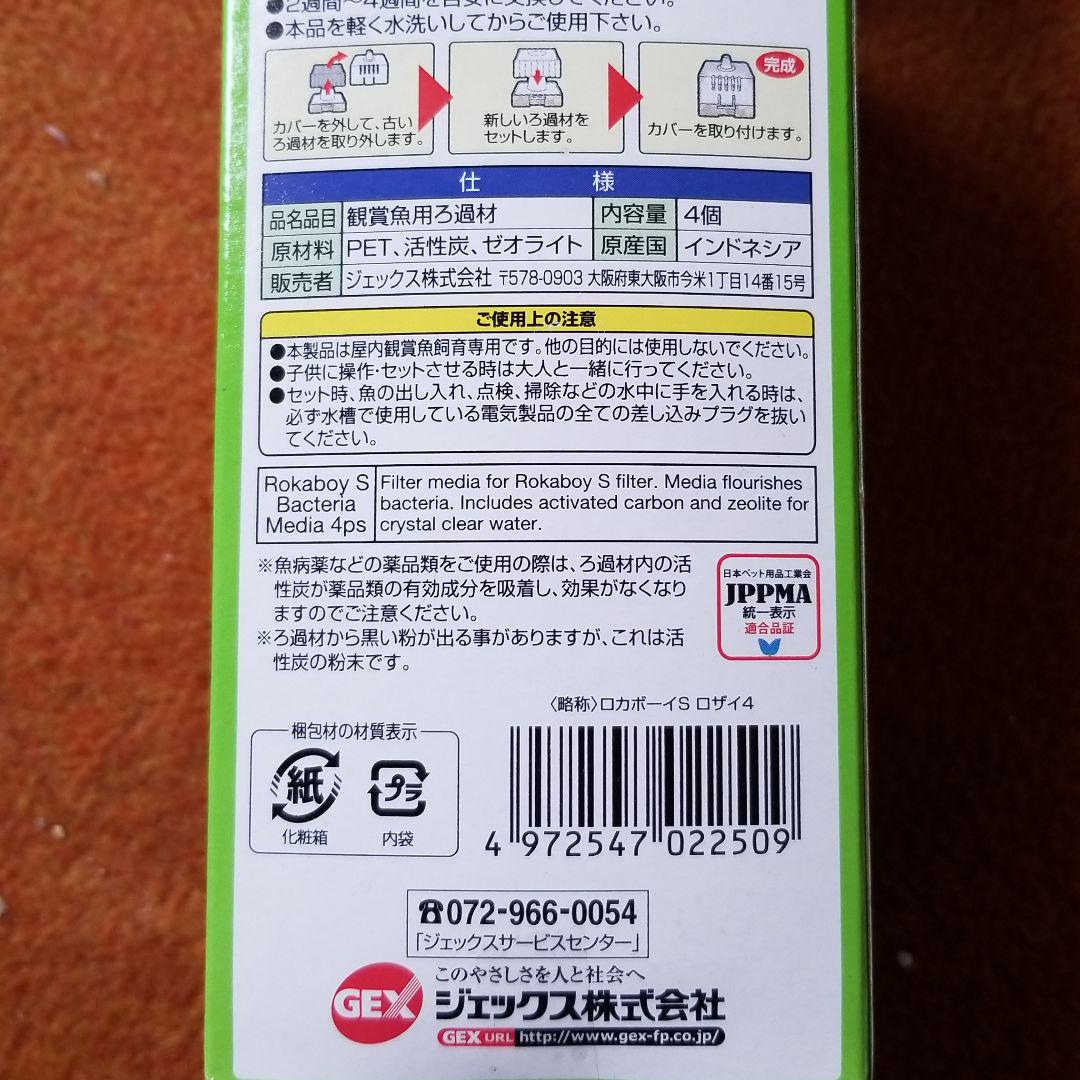 ●2週間～4週間を目安に交換してください。
●本品を軽く水洗いしてからご使用下さい。
カバーを外して、古い
ろ過材を取り外します。
新しいろ過材を
セットします。
完成
カバーを取り付けます。
仕 様
品名品目 観賞魚用ろ過材 内容量 4個
原材料 PET、活性炭、ゼオライト 原産国 インドネシア
販売者 ジェックス株式会社 〒578-0903 大阪府東大阪市今米1丁目14番15号
ご使用上の注意
●本製品は屋内観賞魚飼育専用です。他の目的には使用しないでください。
●子供に操作・セットさせる時は大人と一緒に行ってください。
●セット時、魚の出し入れ、点検、掃除などの水中に手を入れる時は、
必ず水槽で使用している電気製品の全ての差し込みプラグを抜い
てください。
Rokaboy S
Bacteria
Media 4ps
Filter media for Rokaboy S filter. Media flourishes
bacteria. Includes activated carbon and zeolite for
crystal clear water.
※魚病薬などの薬品類をご使用の際は、ろ過材内の活
性炭が薬品類の有効成分を吸着し、効果がなくなり
ますのでご注意ください。
※ろ過材から黒い粉が出る事がありますが、これは活
性炭の粉末です。
日本ペット用品工業会
JPPMA
統一表示
適合品証
〈略称〉ロカボーイS ロザイ4
梱包材の材質表示
紙
化粧箱
プラ
内袋
4 972547 022509
☎072-966-0054
「ジェックスサービスセンター」
GEX
このやさしさを人と社会へ
ジェックス株式会社
GEX URL http://www.gex-fp.co.jp/